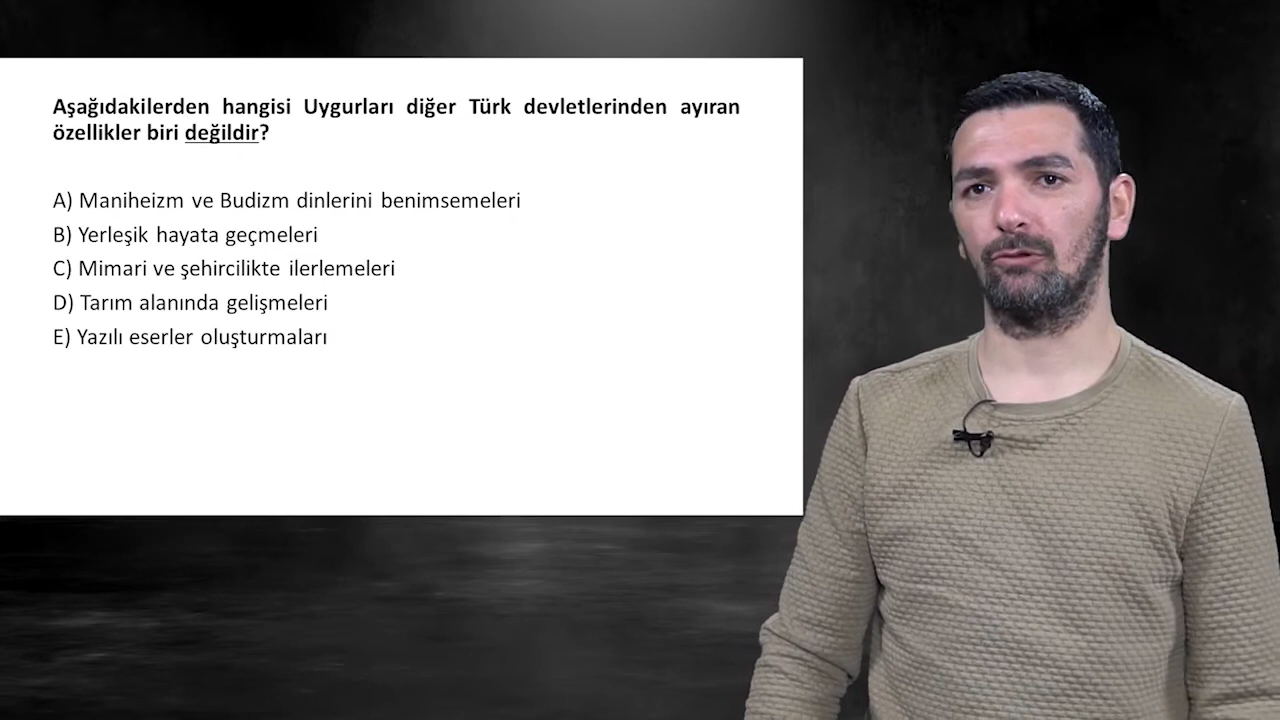 Aşağıdakilerden hangisi Uygurları diğer Türk devletlerinden ayıran
özellikler biri değildir?
A) Maniheizm ve Budizm dinlerini benimsemeleri
B) Yerleşik hayata geçmeleri
C) Mimari ve şehircilikte ilerlemeleri
D) Tarım alanında gelişmeleri
E) Yazılı eserler oluşturmaları